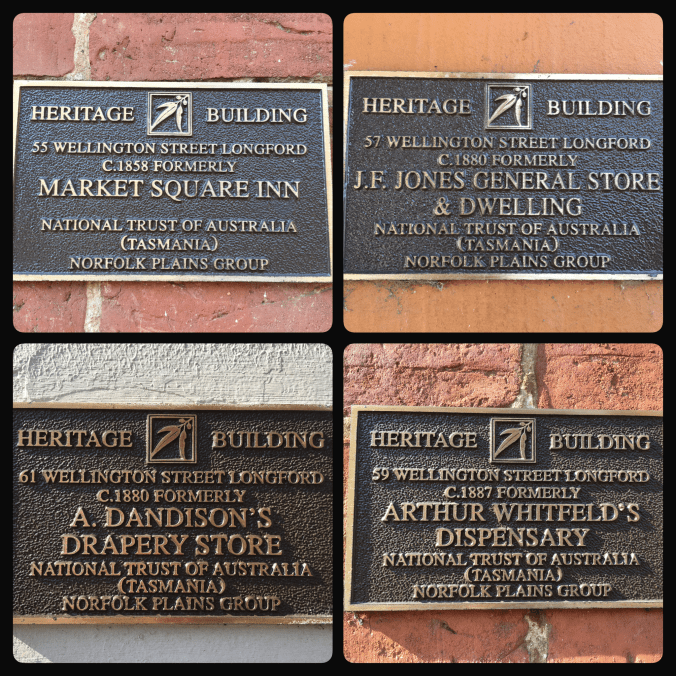 HERITAGE BUILDING
55 WELLINGTON STREET LONGFORD
C.1858 FORMERLY
MARKET SQUARE INN
NATIONAL TRUST OF AUSTRALIA
(TASMANIA)
NORFOLK PLAINS GROUP
HERITAGE BUILDING
57 WELLINGTON STREET LONGFORD
C.1880 FORMERLY
J.F. JONES GENERAL STORE
& DWELLING
NATIONAL TRUST OF AUSTRALIA
(TASMANIA)
NORFOLK PLAINS GROUP
HERITAGE BUILDING
61 WELLINGTON STREET LONGFORD
C.1880 FORMERLY
A. DANDISON'S
DRAPERY STORE
NATIONAL TRUST OF AUSTRALIA
(TASMANIA)
NORFOLK PLAINS GROUP
HERITAGE BUILDING
59 WELLINGTON STREET LONGFORD
C.1887 FORMERLY
ARTHUR WHITFELD'S
DISPENSARY
NATIONAL TRUST OF AUSTRALIA
(TASMANIA)
NORFOLK PLAINS GROUP